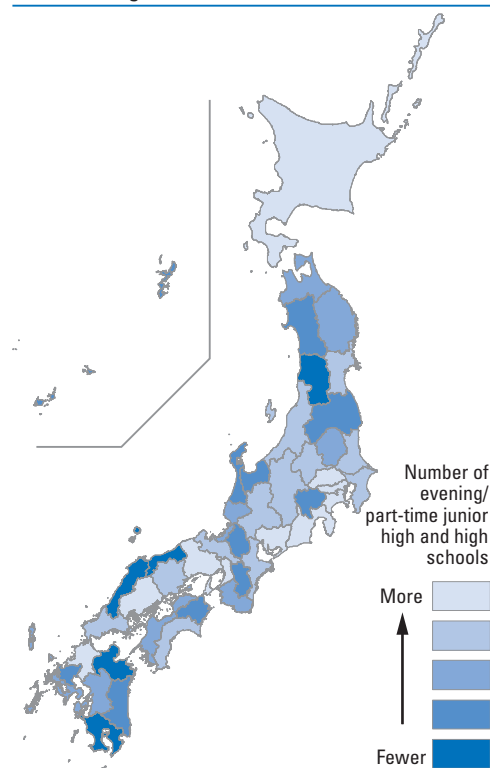 Number of
evening/
part-time junior
high and high
schools
More
Fewer